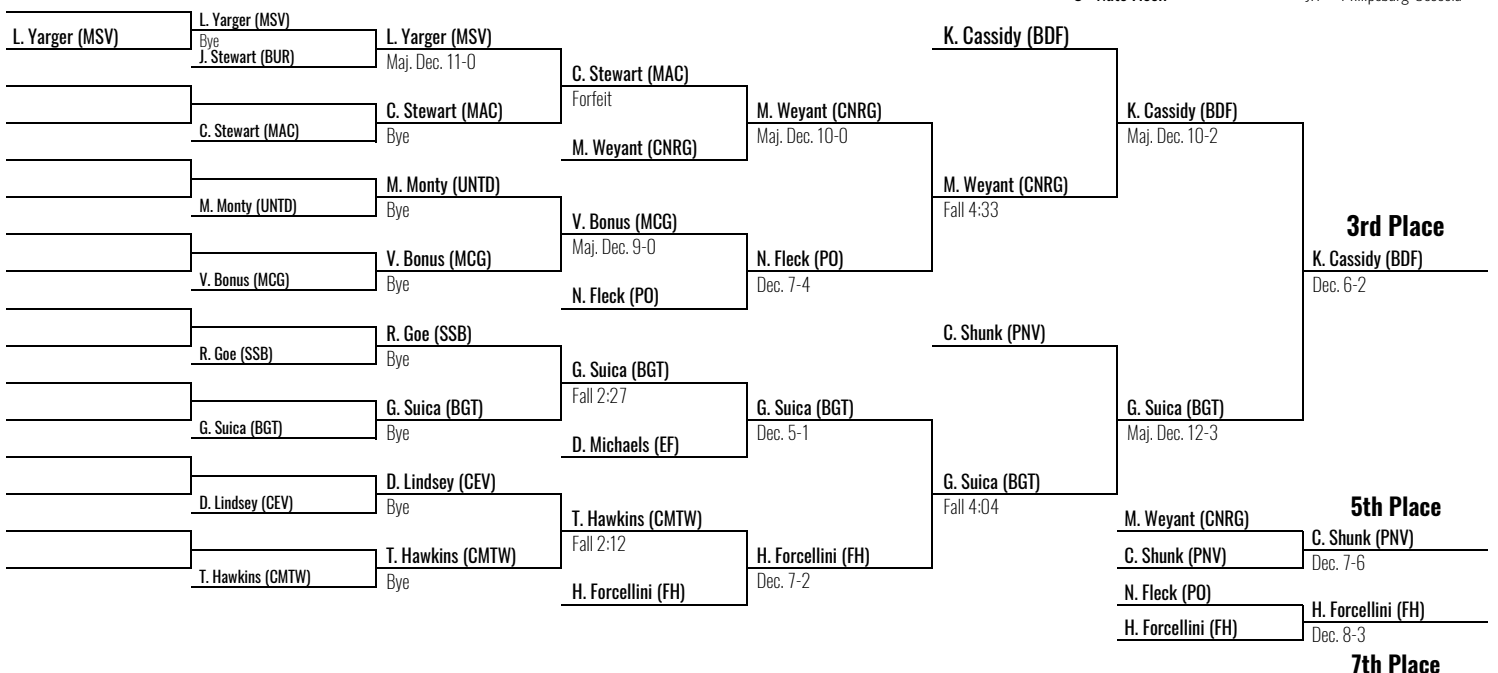 L. Yarger (MSV)
L. Yarger (MSV)
Bye
J. Stewart (BUR)
C. Stewart (MAC)
M. Monty (UNTD)
V. Bonus (MCG)
R. Goe (SSB)
G. Suica (BGT)
D. Lindsey (CEV)
T. Hawkins (CMTW)
L. Yarger (MSV)
Maj. Dec. 11-0
C. Stewart (MAC)
Bye
M. Monty (UNTD)
Bye
V. Bonus (MCG)
Bye
R. Goe (SSB)
Bye
G. Suica (BGT)
Bye
D. Lindsey (CEV)
Bye
T. Hawkins (CMTW)
Bye
C. Stewart (MAC)
Forfeit
M. Weyant (CNRG)
V. Bonus (MCG)
Maj. Dec. 9-0
N. Fleck (PO)
G. Suica (BGT)
Fall 2:27
D. Michaels (EF)
T. Hawkins (CMTW)
Fall 2:12
H. Forcellini (FH)
M. Weyant (CNRG)
Maj. Dec. 10-0
N. Fleck (PO)
Dec. 7-4
G. Suica (BGT)
Dec. 5-1
H. Forcellini (FH)
Dec. 7-2
K. Cassidy (BDF)
M. Weyant (CNRG)
Fall 4:33
C. Shunk (PNV)
G. Suica (BGT)
Fall 4:04
K. Cassidy (BDF)
Maj. Dec. 10-2
G. Suica (BGT)
Maj. Dec. 12-3
3rd Place
K. Cassidy (BDF)
Dec. 6-2
M. Weyant (CNRG)
C. Shunk (PNV)
5th Place
C. Shunk (PNV)
Dec. 7-6
N. Fleck (PO)
H. Forcellini (FH)
H. Forcellini (FH)
Dec. 8-3
7th Place